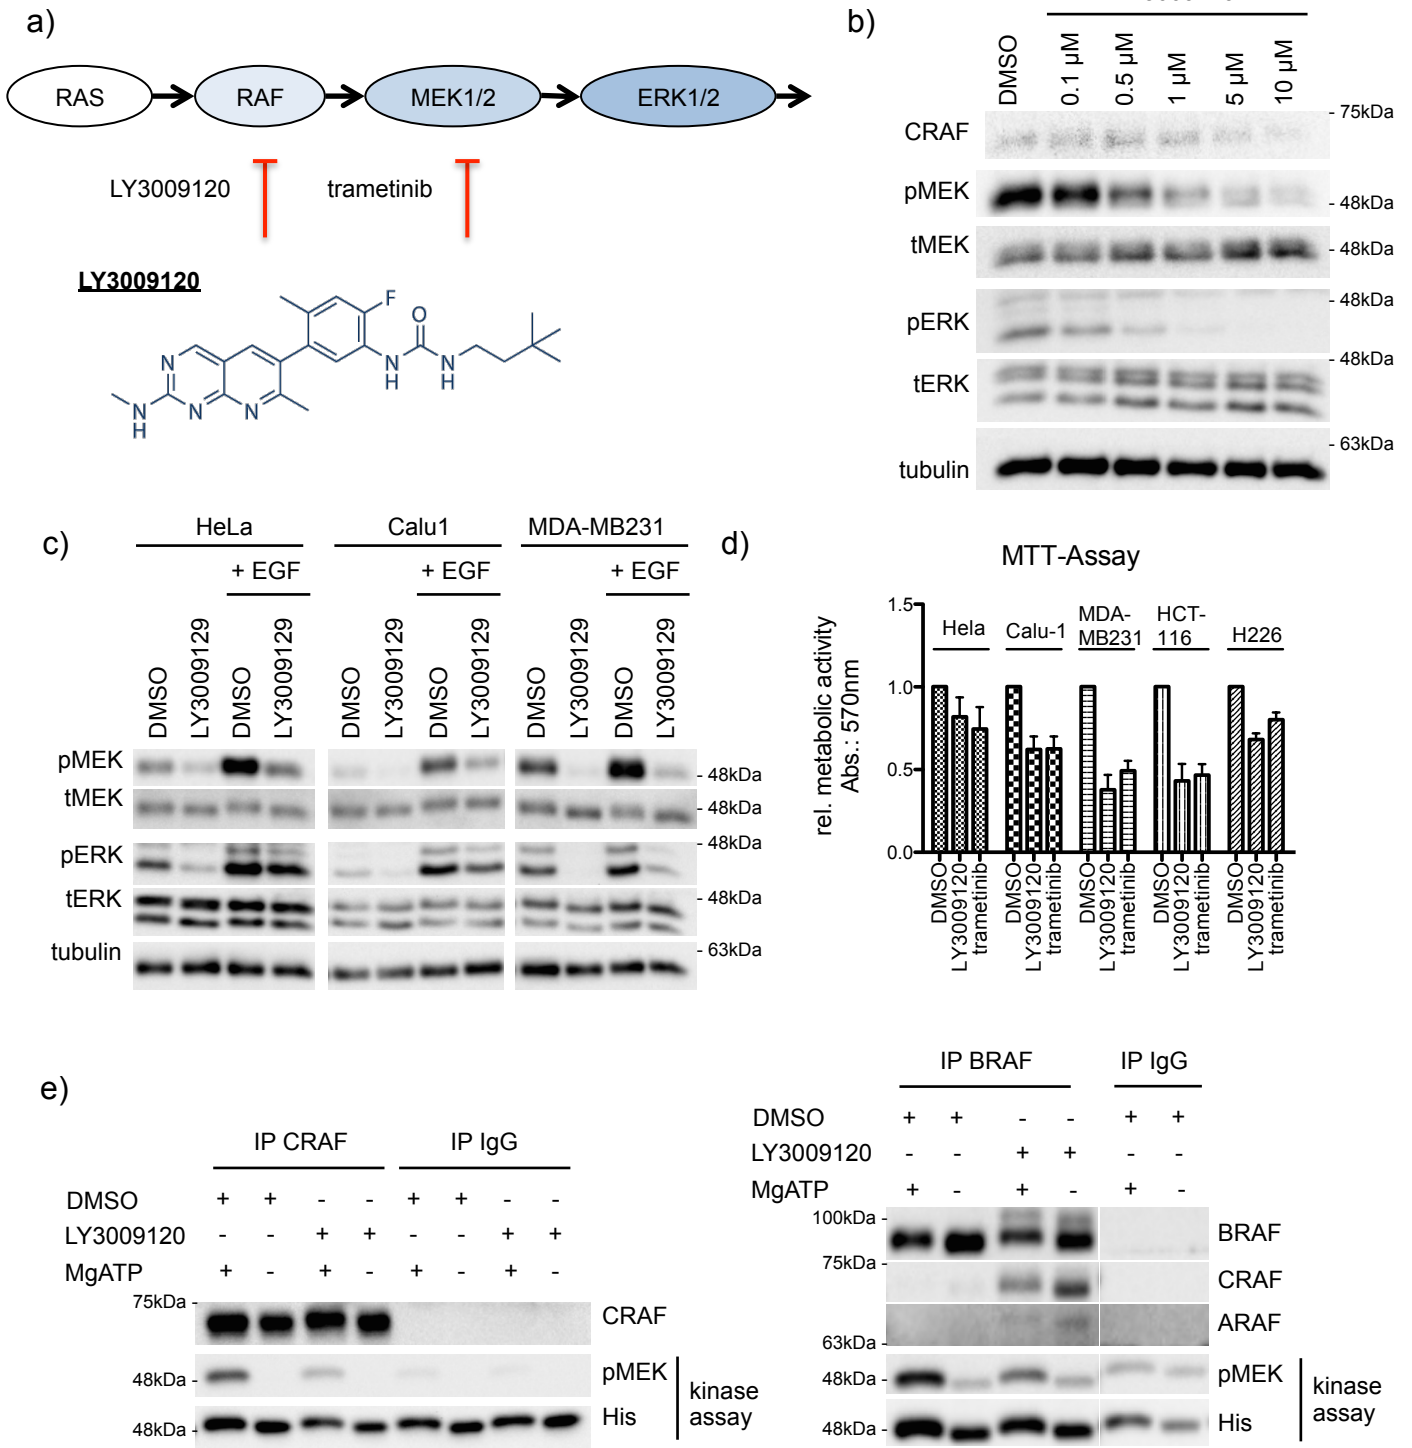 a)
RAS
RAF
MEK1/2
ERK1/2
LY3009120
trametinib
LY3009120
F
O
N
H
N
H
N
N
N
N
H
b)
DMSO
0.1 µM
0.5 µM
1 µM
5 µM
10 µM
CRAF
- 75kDa
pMEK
- 48kDa
tMEK
- 48kDa
pERK
- 48kDa
tERK
- 48kDa
tubulin
- 63kDa
c)
HeLa
Calu1
MDA-MB231
+ EGF
+ EGF
+ EGF
DMSO
LY3009129
DMSO
LY3009129
DMSO
LY3009129
DMSO
LY3009129
DMSO
LY3009129
DMSO
LY3009129
pMEK
- 48kDa
tMEK
- 48kDa
pERK
- 48kDa
tERK
- 48kDa
tubulin
- 63kDa
d)
MTT-Assay
rel. metabolic activity
Abs.: 570nm
1.5
1.0
0.5
0.0
Hela
Calu-1
MDA-
MB231
HCT-
116
H226
DMSO
LY3009120
trametinib
DMSO
LY3009120
trametinib
DMSO
LY3009120
trametinib
DMSO
LY3009120
trametinib
DMSO
LY3009120
trametinib
e)
IP CRAF
IP IgG
DMSO + + - - + + - -
LY3009120 - - + + - - + +
MgATP + - + - + - + -
75kDa -
CRAF
48kDa -
pMEK
48kDa -
His
kinase
assay
IP BRAF
IP IgG
DMSO + + - - + +
LY3009120 - - + + - -
MgATP + - + - + -
100kDa -
BRAF
75kDa -
CRAF
ARAF
63kDa -
48kDa -
pMEK
48kDa -
His
kinase
assay